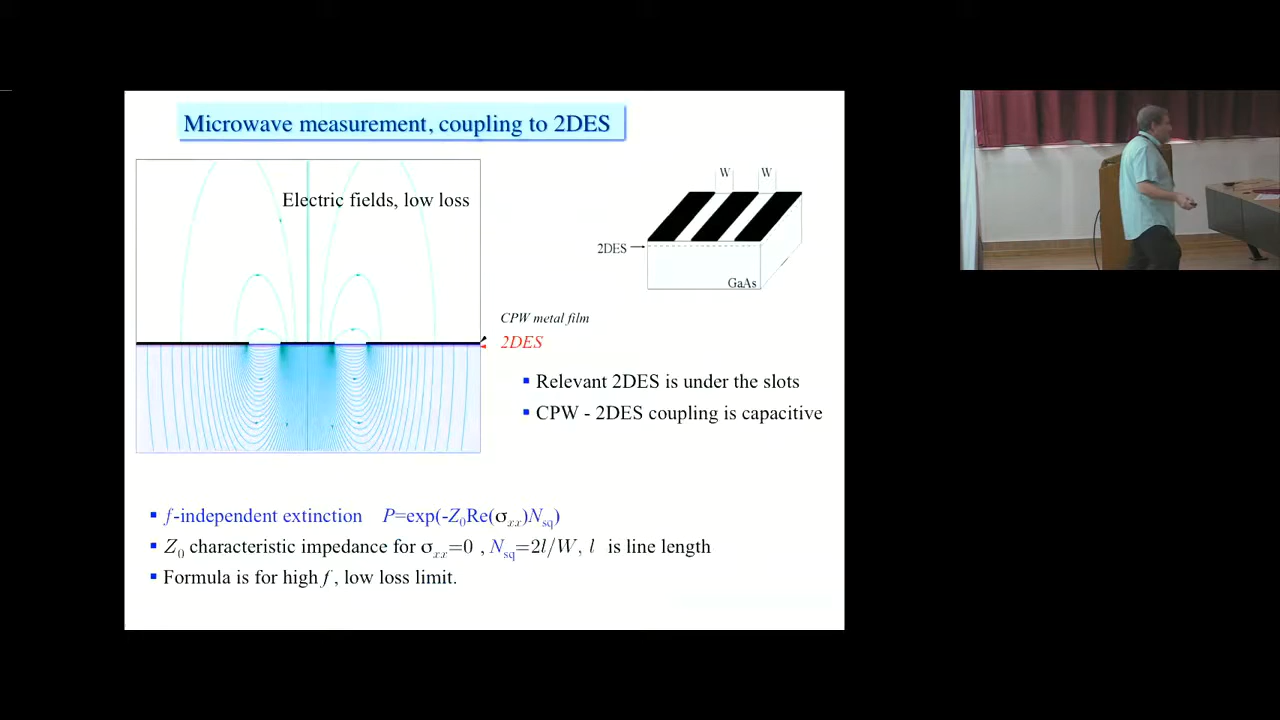 Microwave measurement, coupling to 2DES
Electric fields, low loss
W W
2DES
GaAs
CPW metal film
2DES
▪ Relevant 2DES is under the slots
▪ CPW - 2DES coupling is capacitive
▪ f-independent extinction P=exp(-Z₀Re(σₓₓ)N_sq)
▪ Z₀ characteristic impedance for σₓₓ=0 , N_sq=2l/W, l is line length
▪ Formula is for high f, low loss limit.